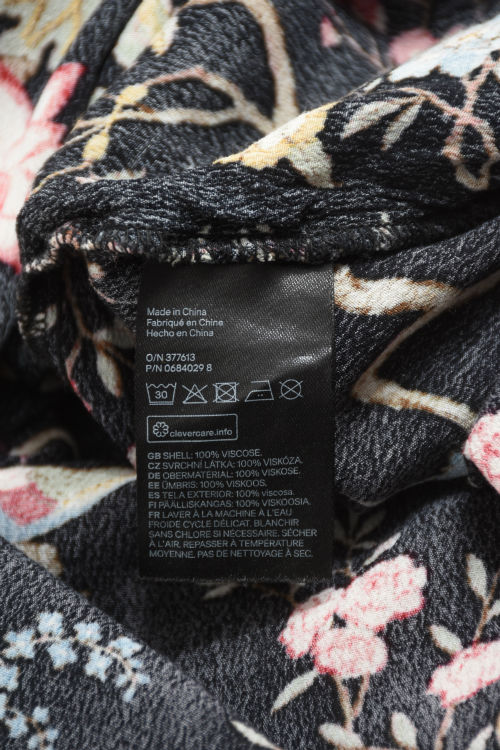 Made in China
Fabriqué en Chine
Hecho en China
O/N 377613
P/N 0684029 8
30
clevercare.info
GB SHELL: 100% VISCOSE.
CZ SVRCHNÍ LÁTKA: 100% VISKÓZA.
DE OBERMATERIAL: 100% VISKOSE.
EE ÜMBRIS: 100% VISKOOS.
ES TELA EXTERIOR: 100% viscosa.
FI PÄÄLLISKANGAS: 100% VISKOOSIA.
FR LAVER À LA MACHINE À L'EAU
FROIDE CYCLE DÉLICAT. BLANCHIR
SANS CHLORE SI NÉCESSAIRE. SÉCHER
À L'AIR, REPASSER À TEMPÉRATURE
MOYENNE. PAS DE NETTOYAGE À SEC.